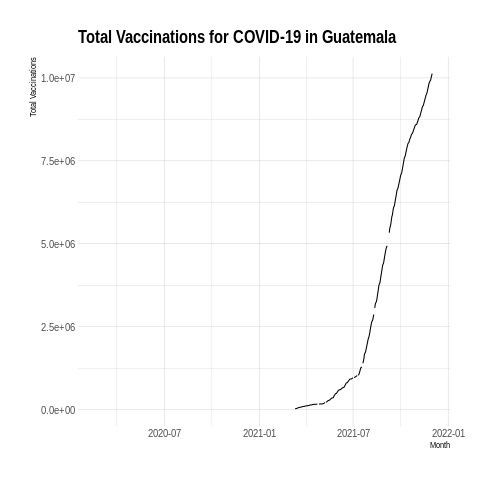 Total Vaccinations for COVID-19 in Guatemala
Total Vaccinations
1.0e+07
7.5e+06
5.0e+06
2.5e+06
0.0e+00
2020-07 2021-01 2021-07 2022-01
Month